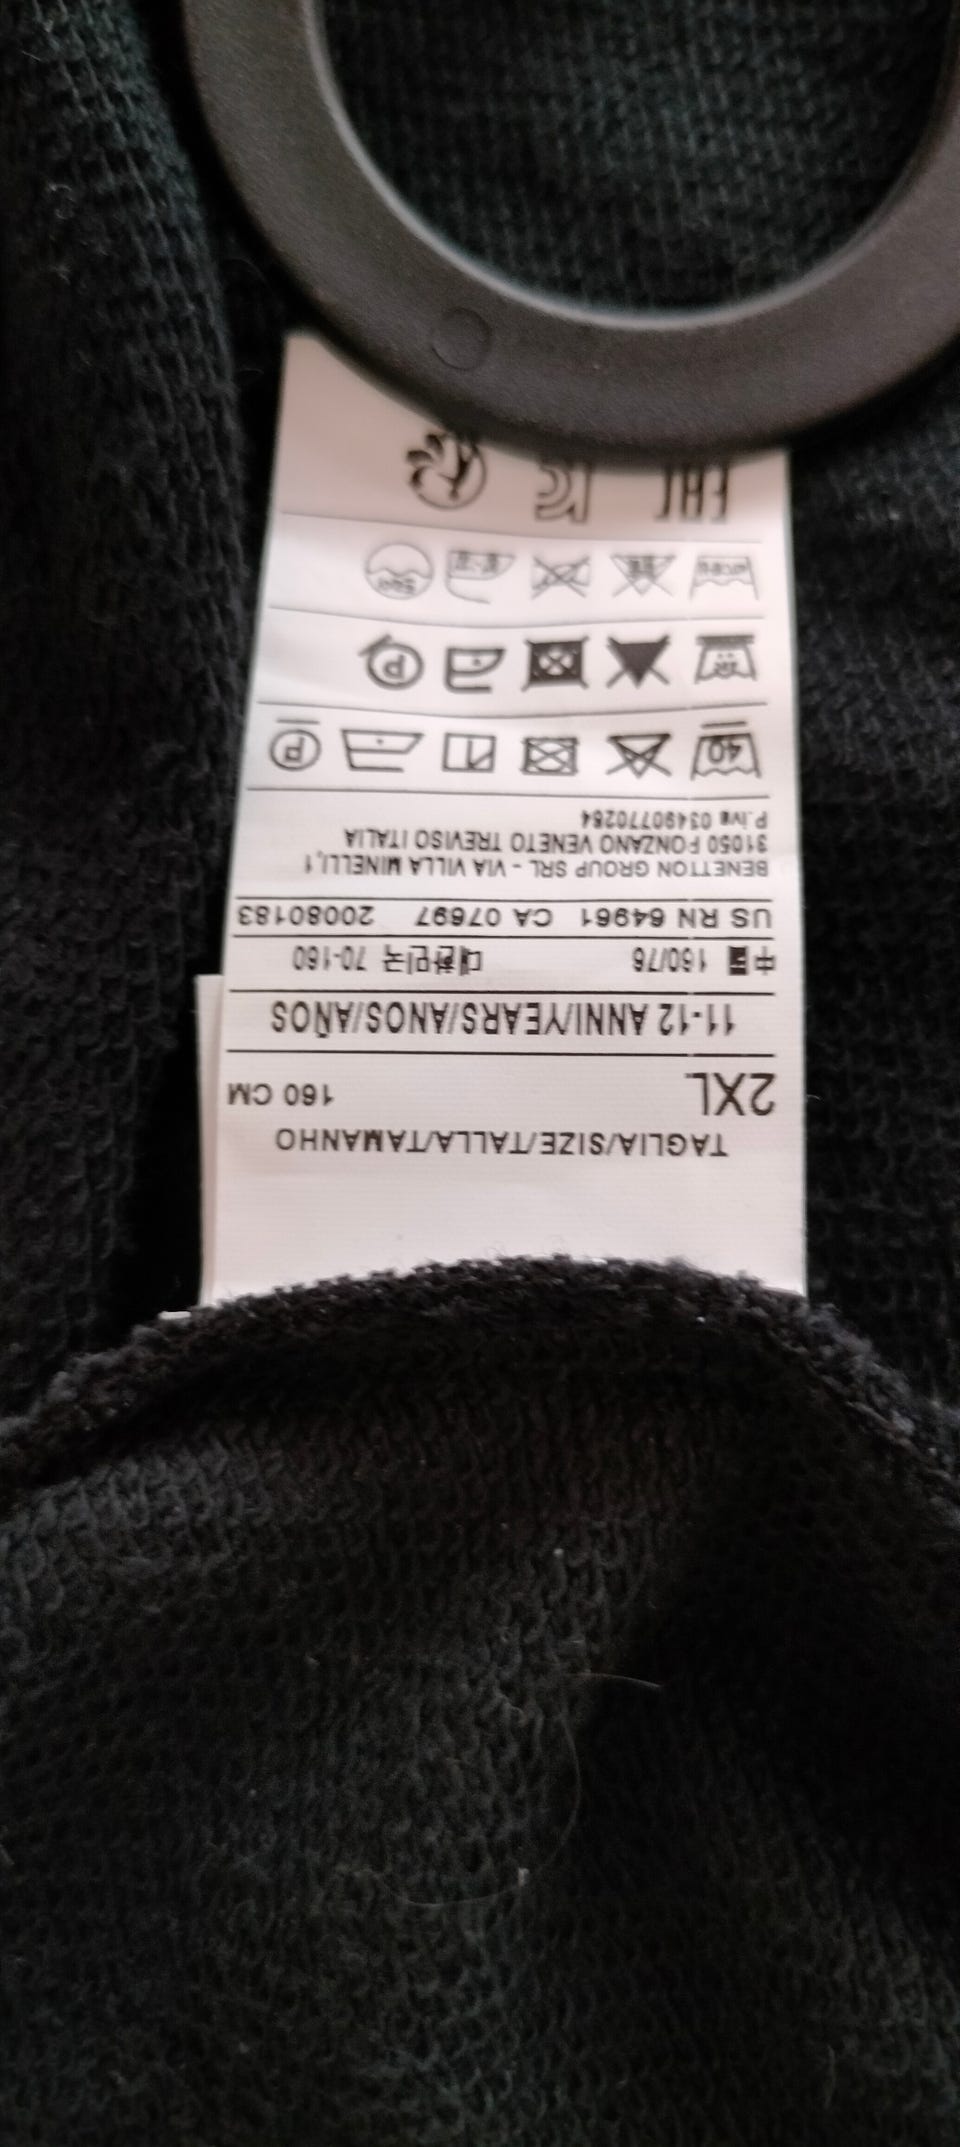 TAGLIA/SIZE/TALLA/TAMANHO
2XL 160 CM
11-12 ANNI/YEARS/ANOS/AÑOS
中国 160/76 대한민국 70-160
US RN 64961 CA 07697 20080183
BENETTON GROUP SRL - VIA VILLA MINELLI,1
31050 PONZANO VENETO TREVISO ITALIA
P.iva 03490770264
40 P
P
EAC KC